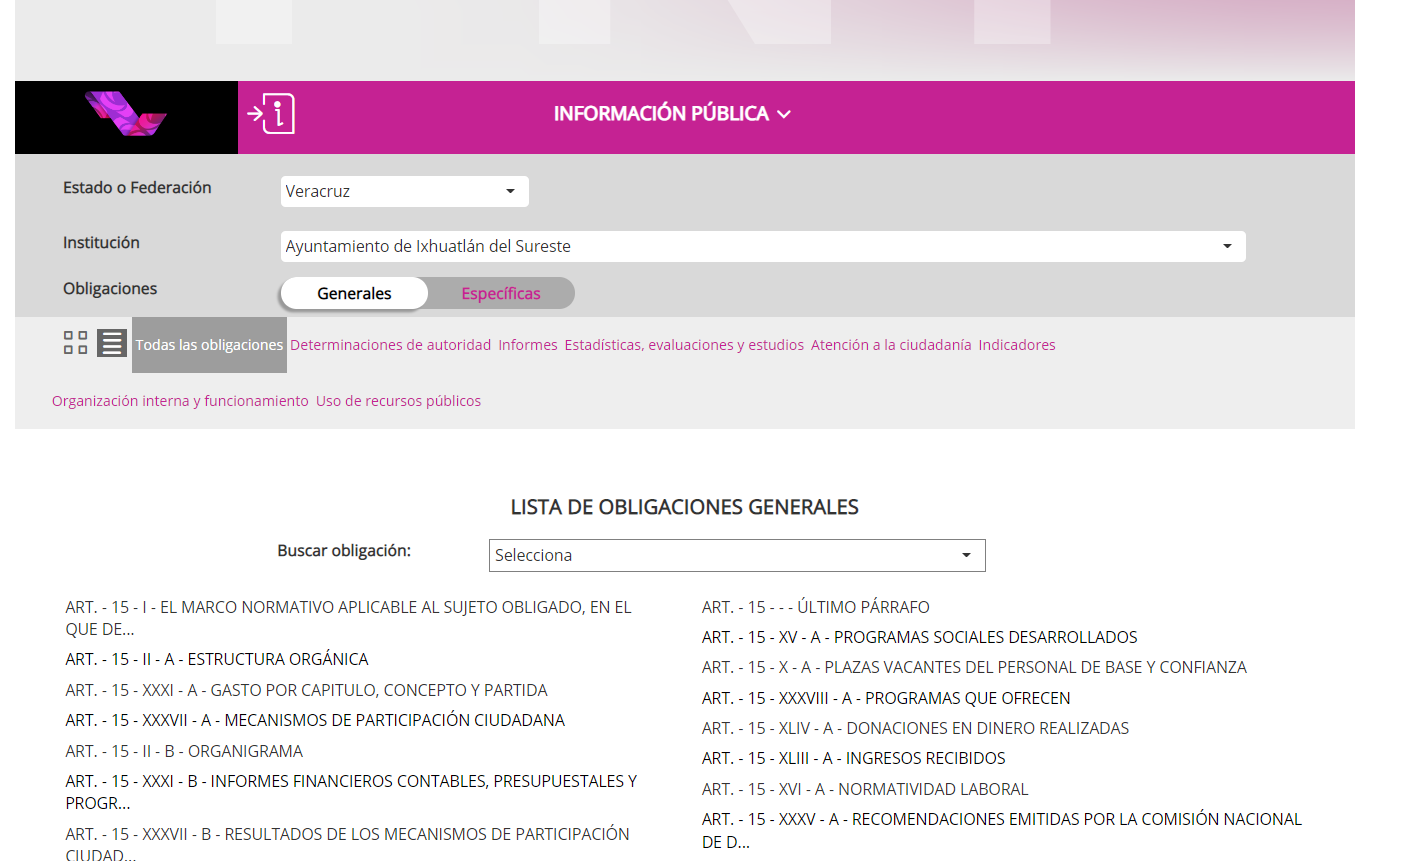 INFORMACIÓN PÚBLICA
Estado o Federación
Veracruz
Institución
Ayuntamiento de Ixhuatlán del Sureste
Obligaciones
Generales
Específicas
Todas las obligaciones Determinaciones de autoridad Informes Estadísticas, evaluaciones y estudios Atención a la ciudadanía Indicadores
Organización interna y funcionamiento Uso de recursos públicos
LISTA DE OBLIGACIONES GENERALES
Buscar obligación:
Selecciona
ART. - 15 - I - EL MARCO NORMATIVO APLICABLE AL SUJETO OBLIGADO, EN EL
QUE DE...
ART. - 15 - II - A - ESTRUCTURA ORGÁNICA
ART. - 15 - XXXI - A - GASTO POR CAPITULO, CONCEPTO Y PARTIDA
ART. - 15 - XXXVII - A - MECANISMOS DE PARTICIPACIÓN CIUDADANA
ART. - 15 - II - B - ORGANIGRAMA
ART. - 15 - XXXI - B - INFORMES FINANCIEROS CONTABLES, PRESUPUESTALES Y
PROGR...
ART. - 15 - XXXVII - B - RESULTADOS DE LOS MECANISMOS DE PARTICIPACIÓN
CIUDAD...
ART. - 15 - - - ÚLTIMO PÁRRAFO
ART. - 15 - XV - A - PROGRAMAS SOCIALES DESARROLLADOS
ART. - 15 - X - A - PLAZAS VACANTES DEL PERSONAL DE BASE Y CONFIANZA
ART. - 15 - XXXVIII - A - PROGRAMAS QUE OFRECEN
ART. - 15 - XLIV - A - DONACIONES EN DINERO REALIZADAS
ART. - 15 - XLIII - A - INGRESOS RECIBIDOS
ART. - 15 - XVI - A - NORMATIVIDAD LABORAL
ART. - 15 - XXXV - A - RECOMENDACIONES EMITIDAS POR LA COMISIÓN NACIONAL
DE D...